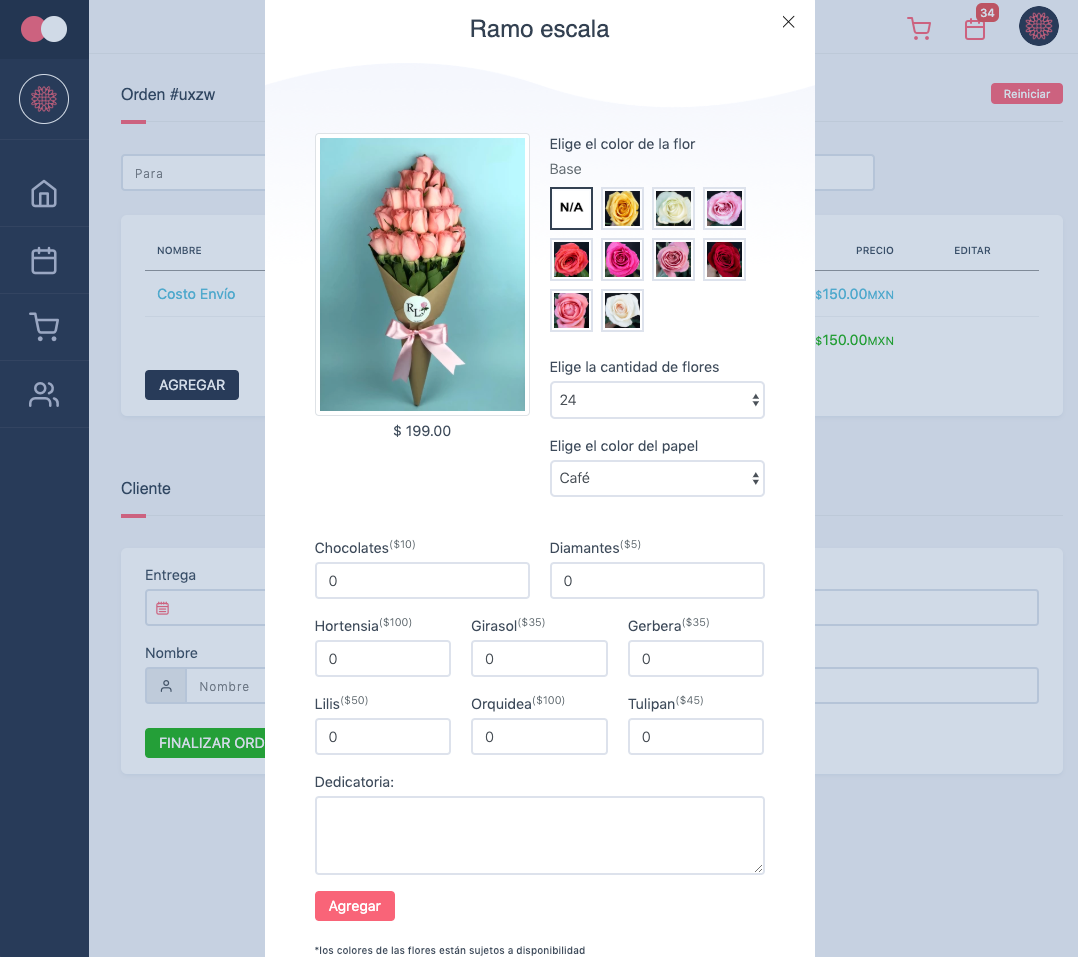 Ramo escala
34
Orden #uxzw
Reiniciar
Para
NOMBRE
PRECIO
EDITAR
Costo Envío
$150.00MXN
$150.00MXN
AGREGAR
Cliente
Entrega
Nombre
Nombre
FINALIZAR ORD
RL
$ 199.00
Elige el color de la flor
Base
N/A
Elige la cantidad de flores
24
Elige el color del papel
Café
Chocolates($10)
0
Diamantes($5)
0
Hortensia($100)
0
Girasol($35)
0
Gerbera($35)
0
Lilis($50)
0
Orquidea($100)
0
Tulipan($45)
0
Dedicatoria:
Agregar
*los colores de las flores están sujetos a disponibilidad